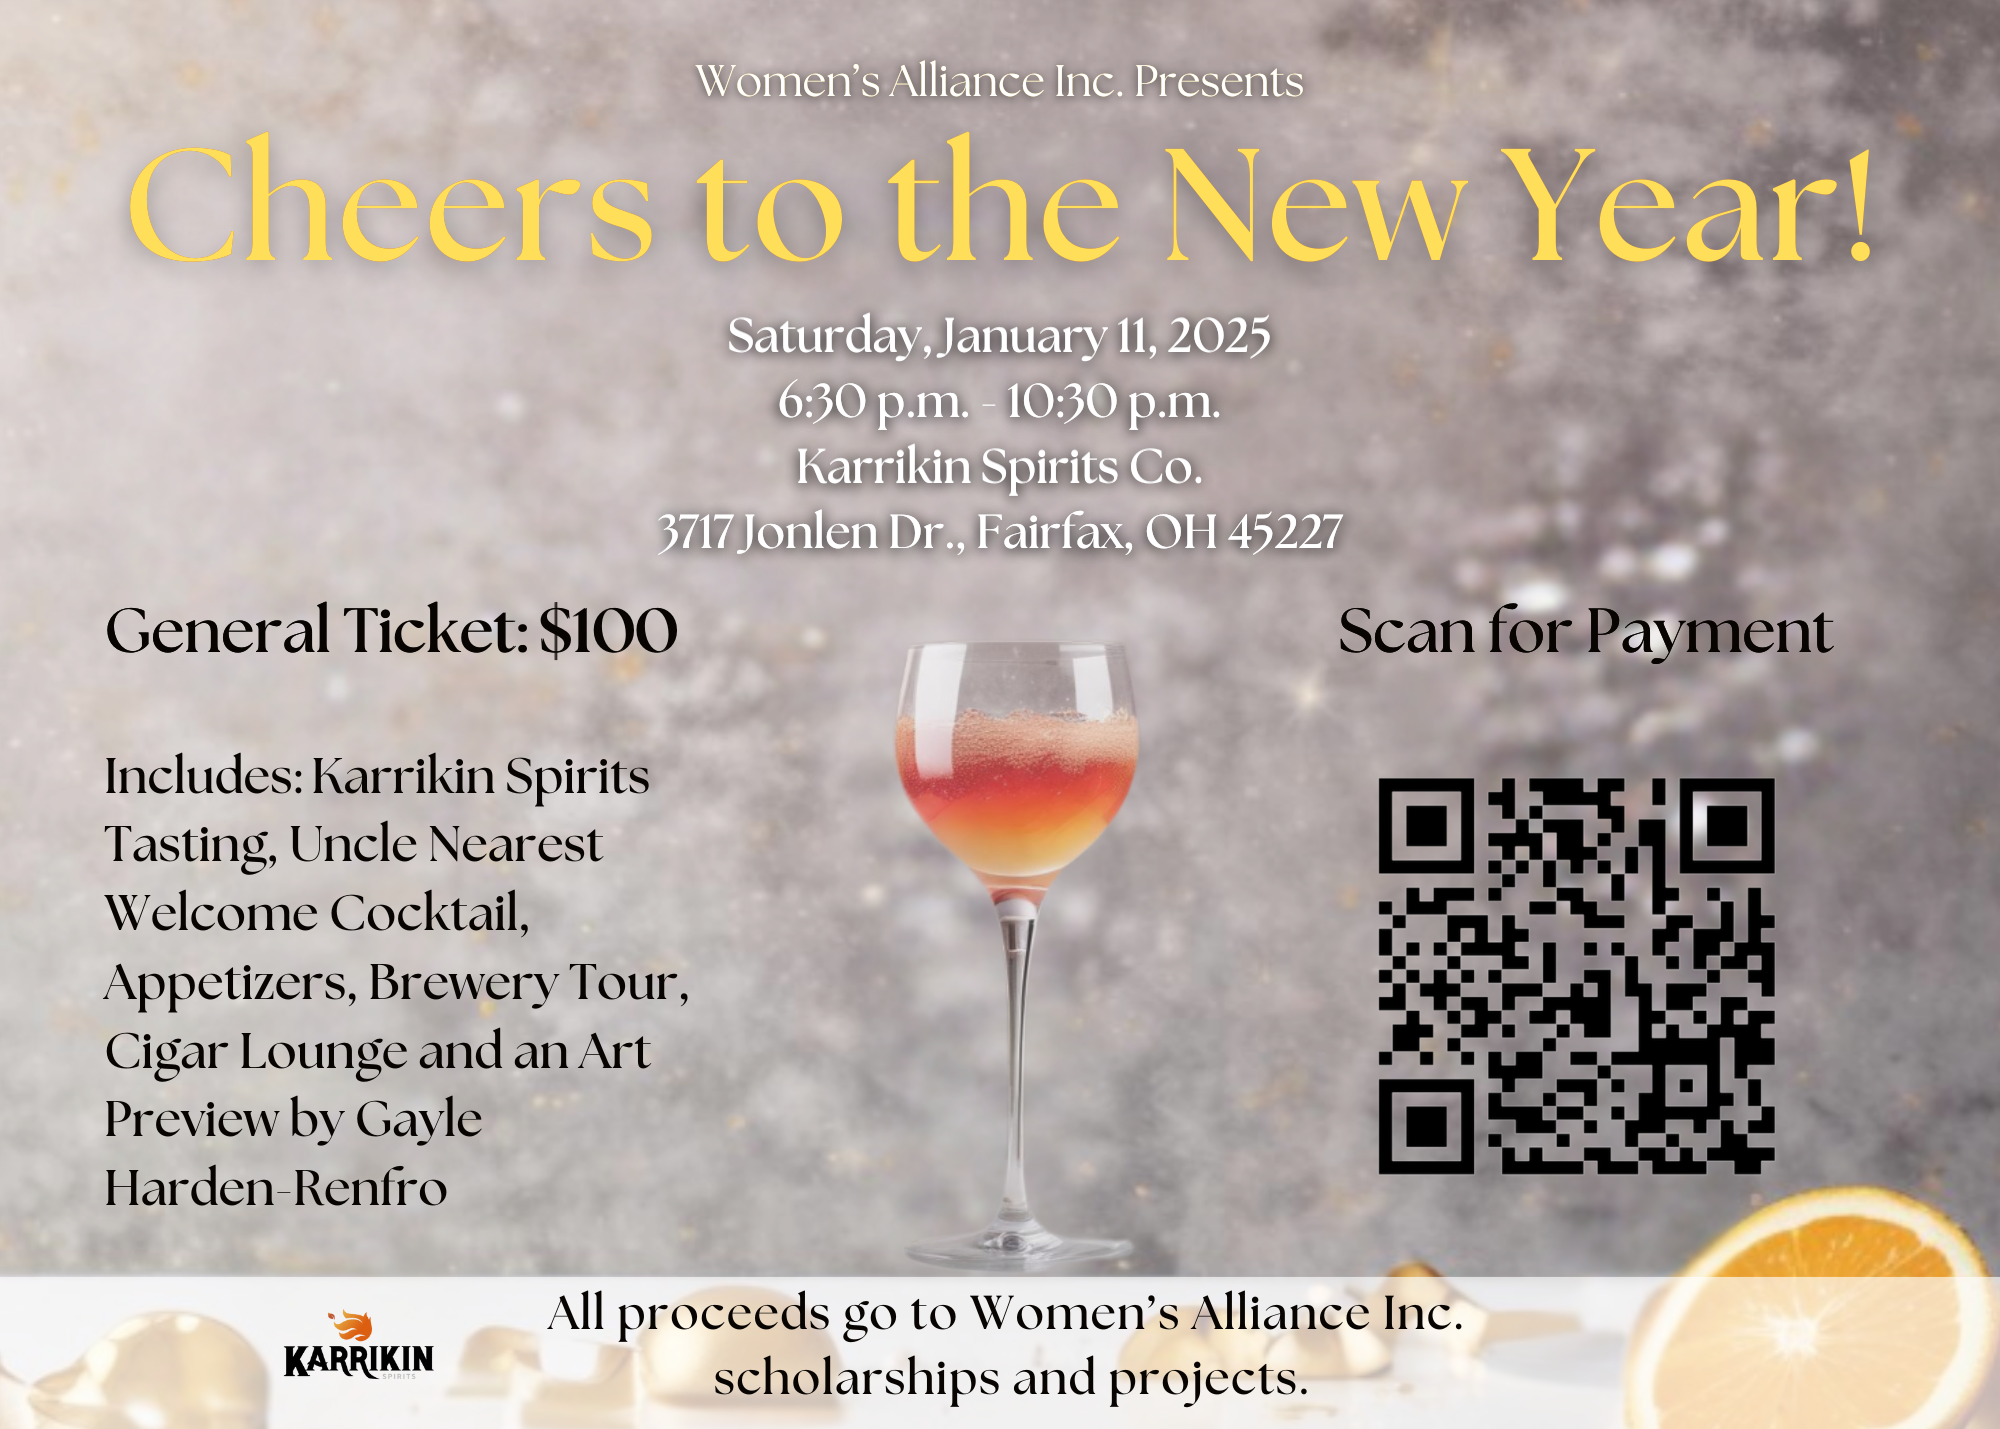 Women's Alliance Inc. Presents
Cheers to the New Year!
Saturday, January 11, 2025
6:30 p.m. - 10:30 p.m.
Karrikin Spirits Co.
3717 Jonlen Dr., Fairfax, OH 45227
General Ticket: $100
Includes: Karrikin Spirits
Tasting, Uncle Nearest
Welcome Cocktail,
Appetizers, Brewery Tour,
Cigar Lounge and an Art
Preview by Gayle
Harden-Renfro
Scan for Payment
KARRIKIN
SPIRITS
All proceeds go to Women's Alliance Inc.
scholarships and projects.